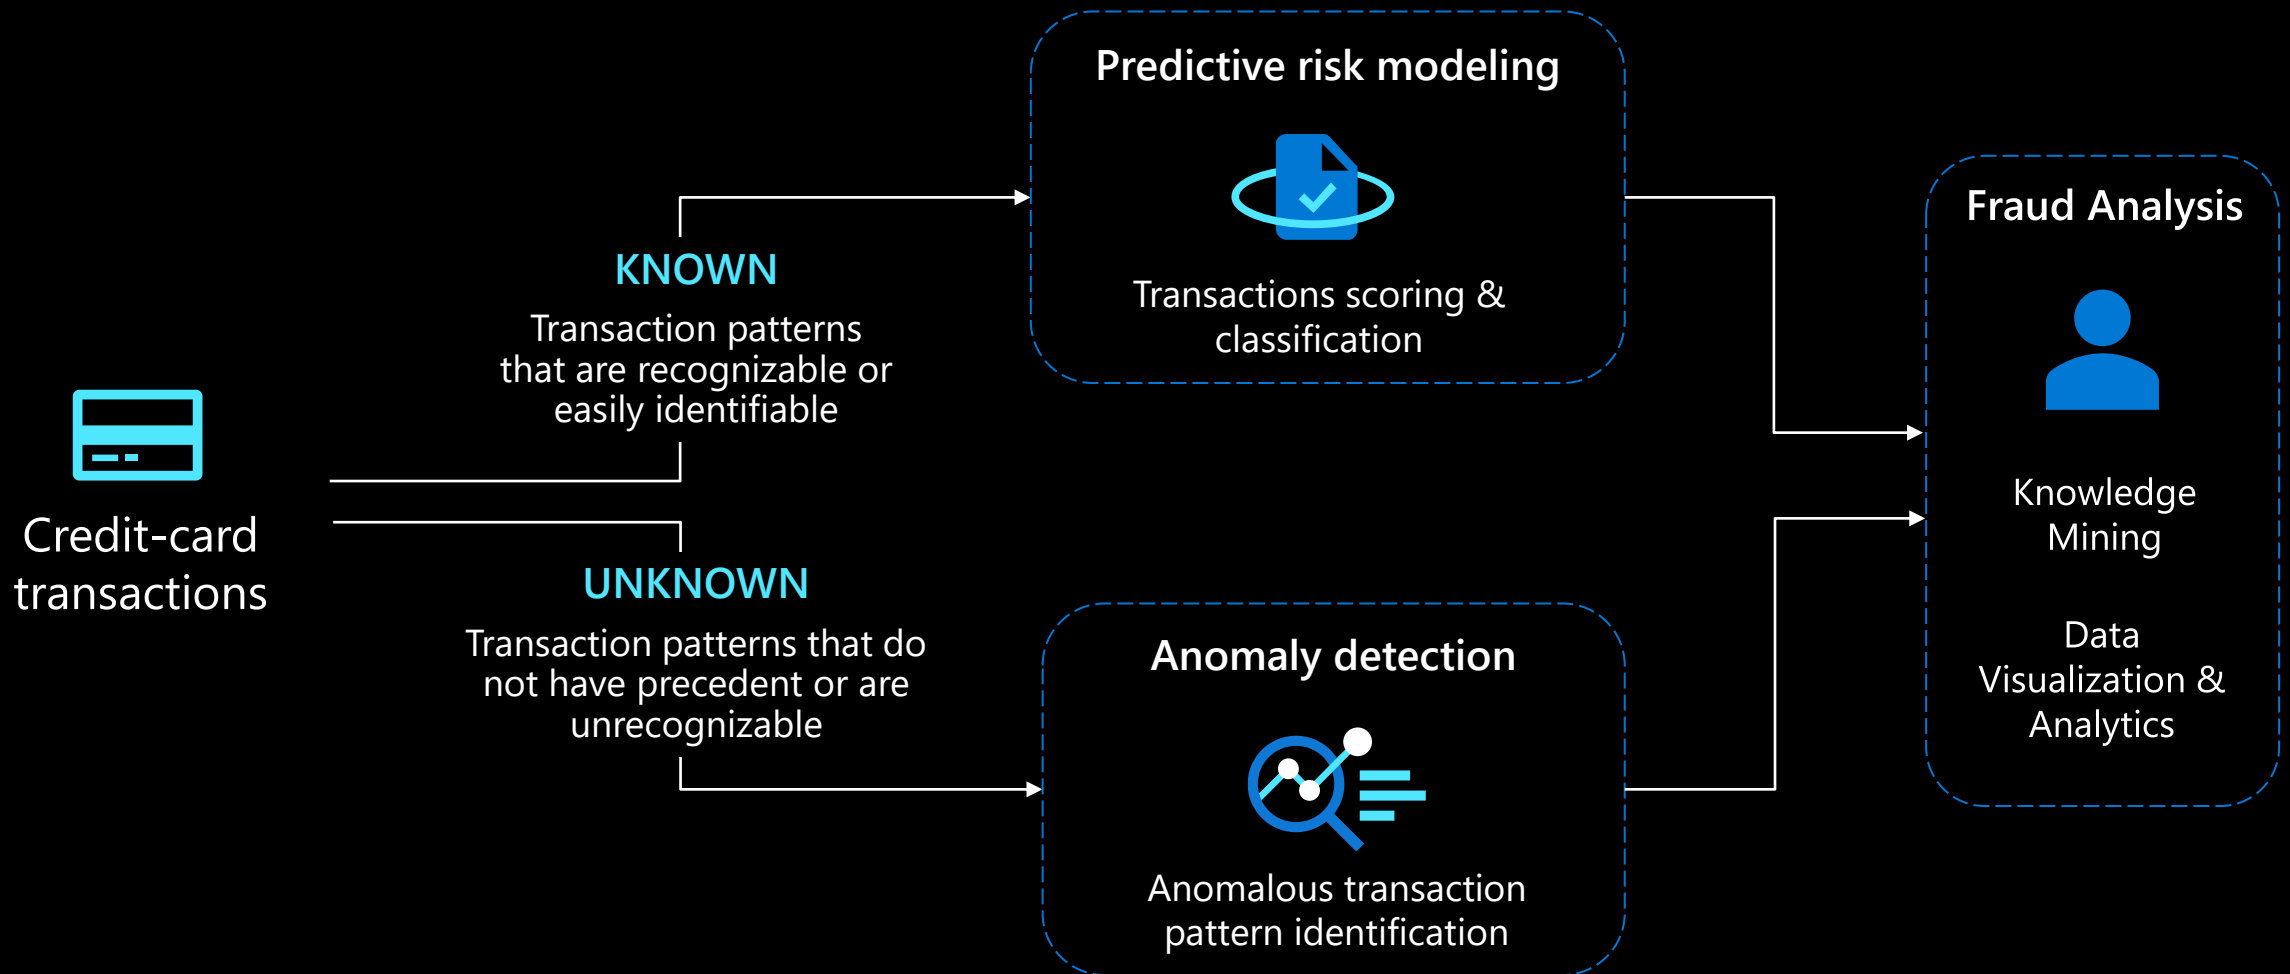 Credit-card
transactions
KNOWN
Transaction patterns
that are recognizable or
easily identifiable
UNKNOWN
Transaction patterns that do
not have precedent or are
unrecognizable
Predictive risk modeling
Transactions scoring &
classification
Anomaly detection
Anomalous transaction
pattern identification
Fraud Analysis
Knowledge
Mining
Data
Visualization &
Analytics